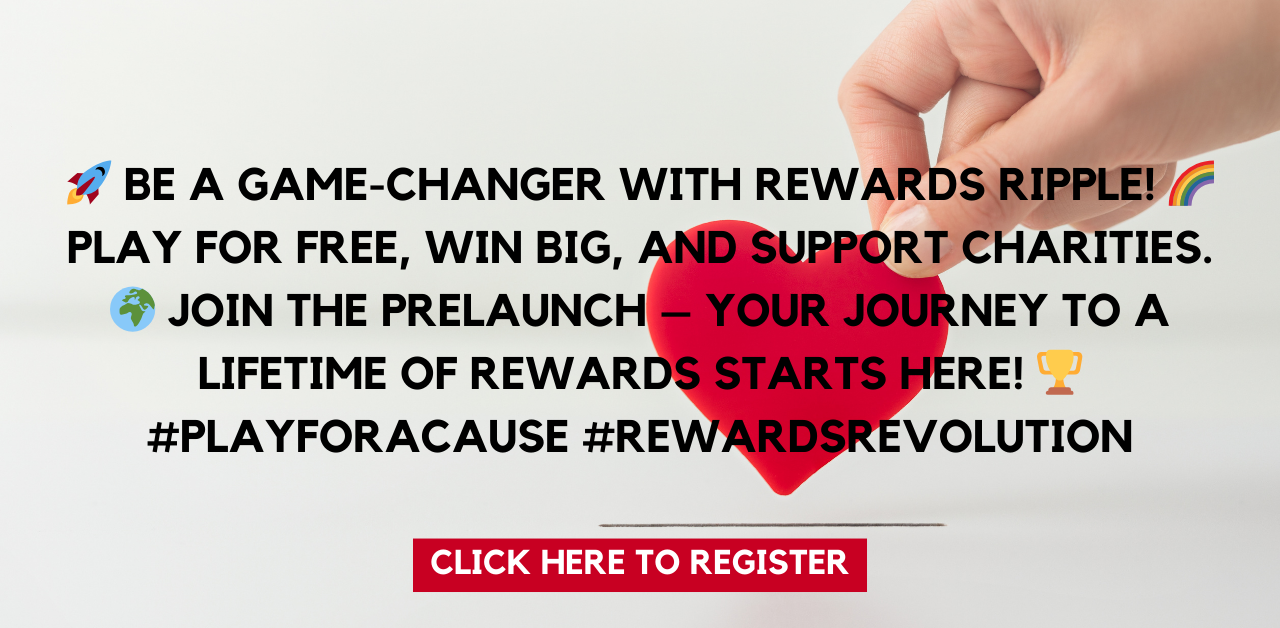 🚀 BE A GAME-CHANGER WITH REWARDS RIPPLE! 🌈
PLAY FOR FREE, WIN BIG, AND SUPPORT CHARITIES.
🌍 JOIN THE PRELAUNCH – YOUR JOURNEY TO A
LIFETIME OF REWARDS STARTS HERE! 🏆
#PLAYFORACAUSE #REWARDSREVOLUTION
CLICK HERE TO REGISTER